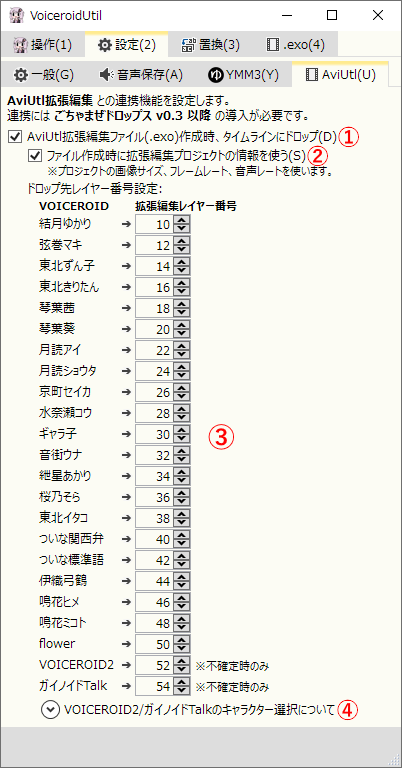 VoiceroidUtil
操作(1) 設定(2) 置換(3) .exo(4)
一般(G) 音声保存(A) YMM3(Y) AviUtl(U)
AviUtl拡張編集 との連携機能を設定します。
連携には ごちゃまぜドロップス v0.3 以降 の導入が必要です。
AviUtl拡張編集ファイル(.exo)作成時、タイムラインにドロップ(D) ①
ファイル作成時に拡張編集プロジェクトの情報を使う(S) ②
※プロジェクトの画像サイズ、フレームレート、音声レートを使います。
ドロップ先レイヤー番号設定:
VOICEROID 拡張編集レイヤー番号
結月ゆかり ➔ 10
弦巻マキ ➔ 12
東北ずん子 ➔ 14
東北きりたん ➔ 16
琴葉茜 ➔ 18
琴葉葵 ➔ 20
月読アイ ➔ 22
月読ショウタ ➔ 24
京町セイカ ➔ 26
水奈瀬コウ ➔ 28
ギャラ子 ➔ 30 ③
音街ウナ ➔ 32
紲星あかり ➔ 34
桜乃そら ➔ 36
東北イタコ ➔ 38
ついな関西弁 ➔ 40
ついな標準語 ➔ 42
伊織弓鶴 ➔ 44
鳴花ヒメ ➔ 46
鳴花ミコト ➔ 48
flower ➔ 50
VOICEROID2 ➔ 52 ※不確定時のみ
ガイノイドTalk ➔ 54 ※不確定時のみ
VOICEROID2/ガイノイドTalkのキャラクター選択について ④